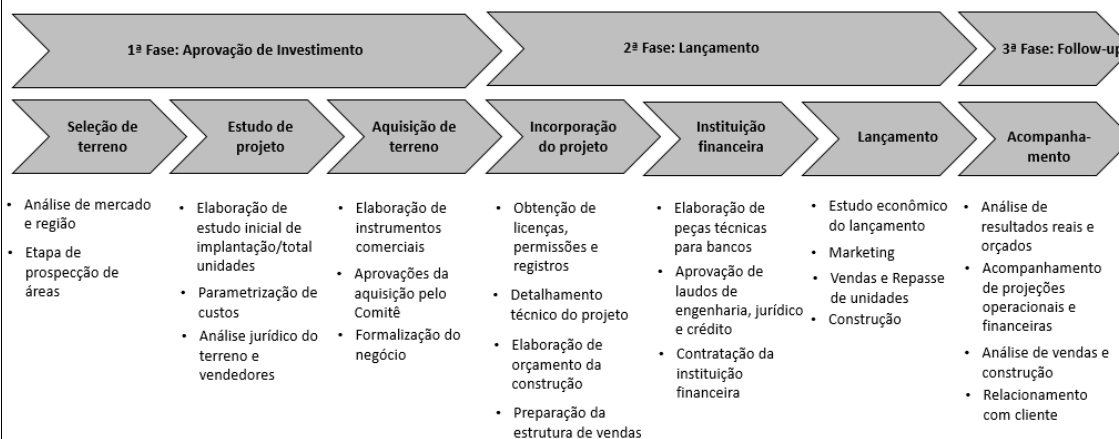 1ª Fase: Aprovação de Investimento
2ª Fase: Lançamento
3ª Fase: Follow-up
Seleção de
terreno
Estudo de
projeto
Aquisição de
terreno
Incorporação
do projeto
Instituição
financeira
Lançamento
Acompanha-
mento
• Análise de mercado
e região
• Etapa de
prospecção de
áreas
• Elaboração de
estudo inicial de
implantação/total
unidades
• Parametrização de
custos
• Análise jurídico do
terreno e
vendedores
• Elaboração de
instrumentos
comerciais
• Aprovações da
aquisição pelo
Comitê
• Formalização do
negócio
• Obtenção de
licenças,
permissões e
registros
• Detalhamento
técnico do projeto
• Elaboração de
orçamento da
construção
• Preparação da
estrutura de vendas
• Elaboração de
peças técnicas
para bancos
• Aprovação de
laudos de
engenharia, jurídico
e crédito
• Contratação da
instituição
financeira
• Estudo econômico
do lançamento
• Marketing
• Vendas e Repasse
de unidades
• Construção
• Análise de
resultados reais e
orçados
• Acompanhamento
de projeções
operacionais e
financeiras
• Análise de vendas e
construção
• Relacionamento
com cliente